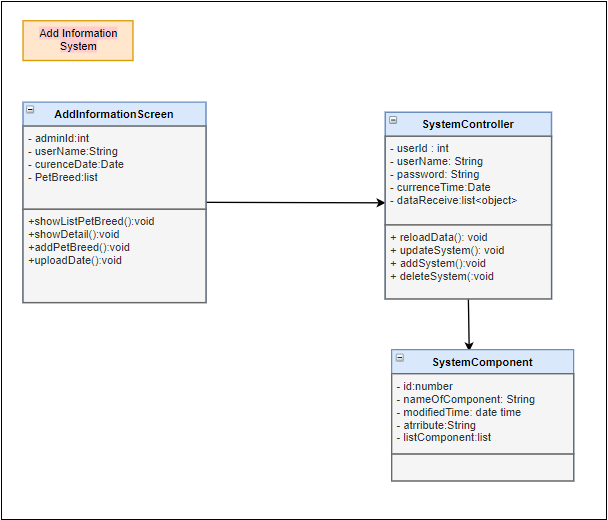 Add Information
System
AddInformationScreen
- adminId:int
- userName:String
- curenceDate:Date
- PetBreed:list
+showListPetBreed():void
+showDetail():void
+addPetBreed():void
+uploadDate():void
SystemController
- userId : int
- userName: String
- password: String
- currenceTime:Date
- dataReceive:list<object>
+ reloadData(): void
+ updateSystem(): void
+ addSystem():void
+ deleteSystem(:void
SystemComponent
- id:number
- nameOfComponent: String
- modifiedTime: date time
- atrribute:String
- listComponent:list